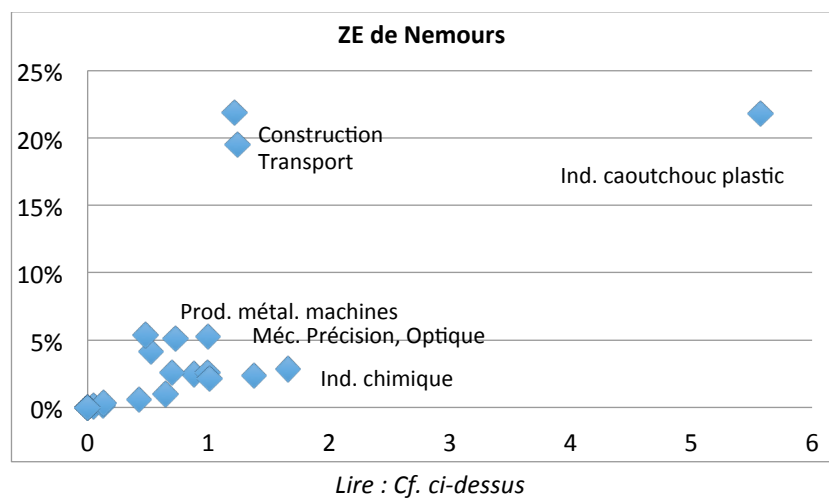 ZE de Nemours
25%
20%
15%
10%
5%
0%
Construction
Transport
Ind. caoutchouc plastic
Prod. métal. machines
Méc. Précision, Optique
Ind. chimique
0 1 2 3 4 5 6
Lire : Cf. ci-dessus